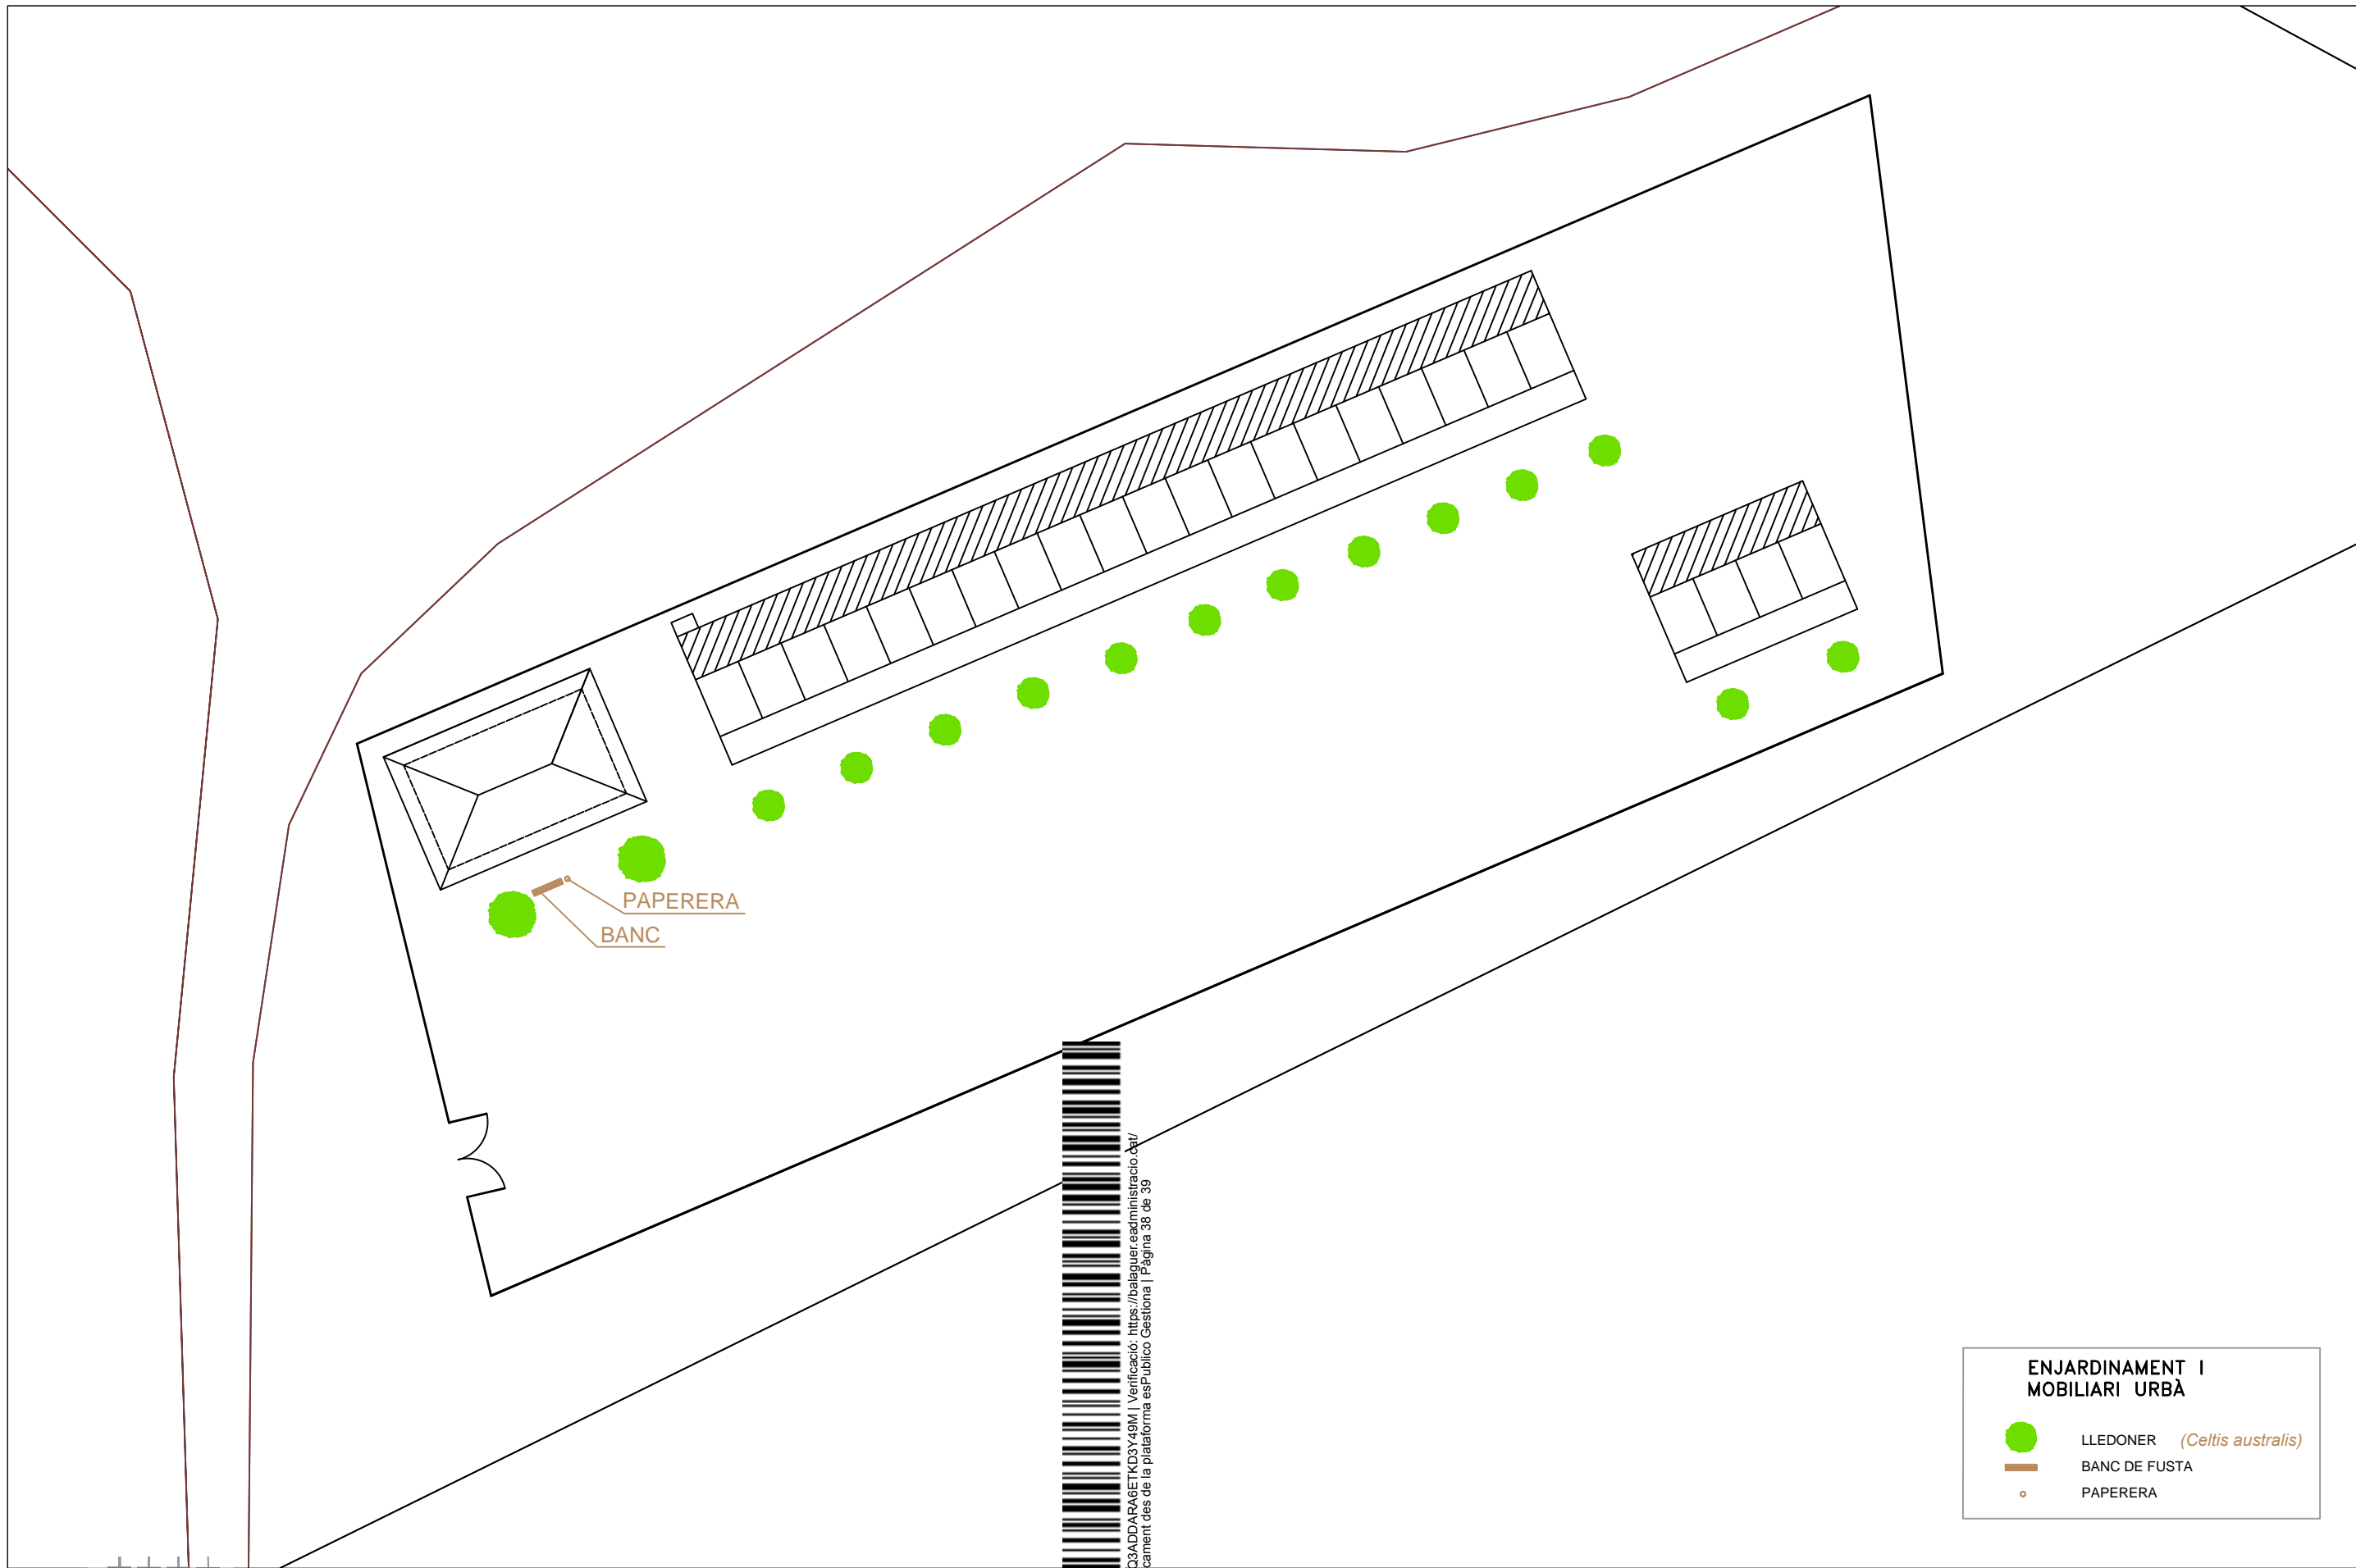 PAPERERA
BANC
Q3ADDARA6ETKD3Y49M | Verificació: https://balaguer.eadministracio.cat/
cament des de la plataforma esPublico Gestiona | Pàgina 38 de 39
ENJARDINAMENT I
MOBILIARI URBÀ
LLEDONER (Celtis australis)
BANC DE FUSTA
PAPERERA